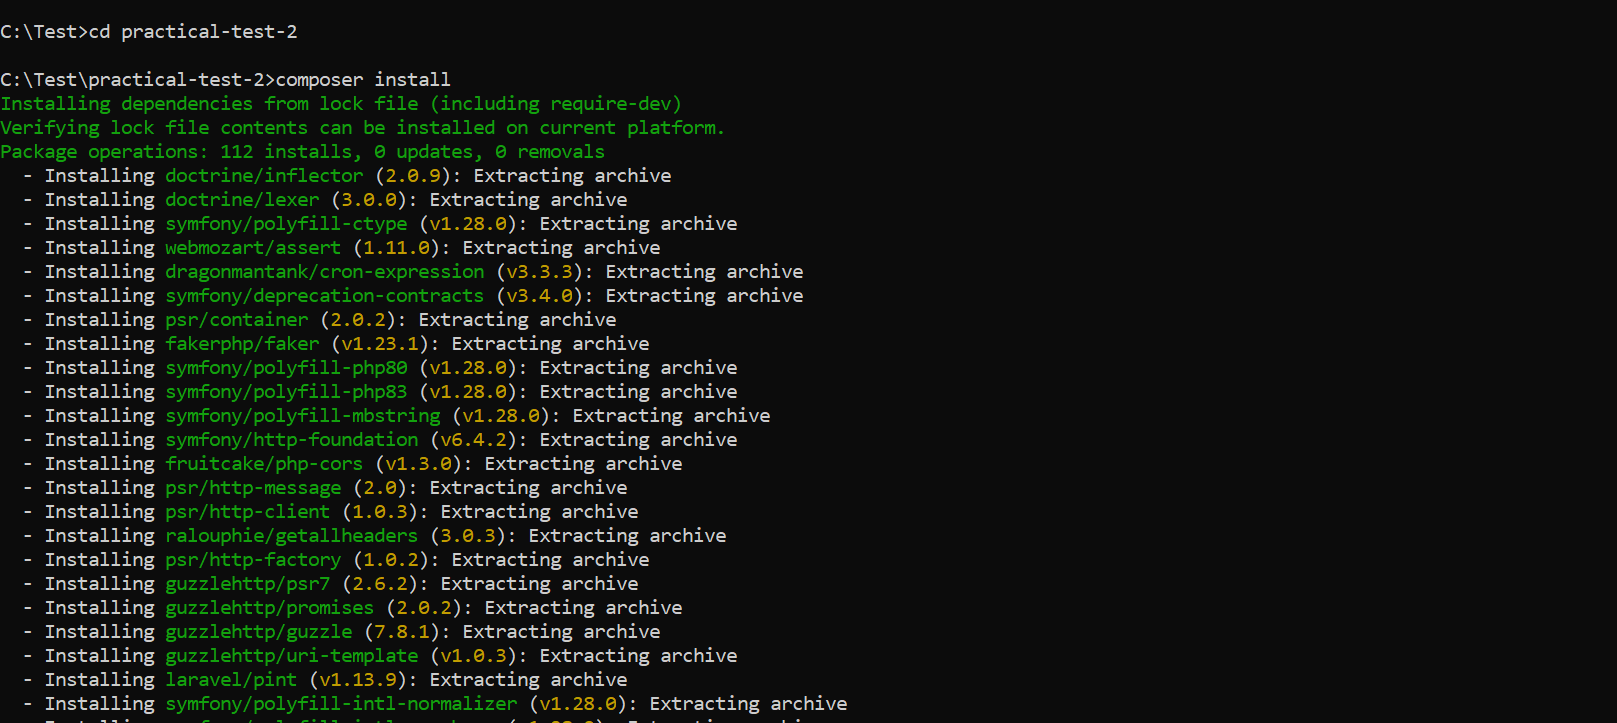 C:\Test>cd practical-test-2
C:\Test\practical-test-2>composer install
Installing dependencies from lock file (including require-dev)
Verifying lock file contents can be installed on current platform.
Package operations: 112 installs, 0 updates, 0 removals
- Installing doctrine/inflector (2.0.9): Extracting archive
- Installing doctrine/lexer (3.0.0): Extracting archive
- Installing symfony/polyfill-ctype (v1.28.0): Extracting archive
- Installing webmozart/assert (1.11.0): Extracting archive
- Installing dragonmantank/cron-expression (v3.3.3): Extracting archive
- Installing symfony/deprecation-contracts (v3.4.0): Extracting archive
- Installing psr/container (2.0.2): Extracting archive
- Installing fakerphp/faker (v1.23.1): Extracting archive
- Installing symfony/polyfill-php80 (v1.28.0): Extracting archive
- Installing symfony/polyfill-php83 (v1.28.0): Extracting archive
- Installing symfony/polyfill-mbstring (v1.28.0): Extracting archive
- Installing symfony/http-foundation (v6.4.2): Extracting archive
- Installing fruitcake/php-cors (v1.3.0): Extracting archive
- Installing psr/http-message (2.0): Extracting archive
- Installing psr/http-client (1.0.3): Extracting archive
- Installing ralouphie/getallheaders (3.0.3): Extracting archive
- Installing psr/http-factory (1.0.2): Extracting archive
- Installing guzzlehttp/psr7 (2.6.2): Extracting archive
- Installing guzzlehttp/promises (2.0.2): Extracting archive
- Installing guzzlehttp/guzzle (7.8.1): Extracting archive
- Installing guzzlehttp/uri-template (v1.0.3): Extracting archive
- Installing laravel/pint (v1.13.9): Extracting archive
- Installing symfony/polyfill-intl-normalizer (v1.28.0): Extracting archive